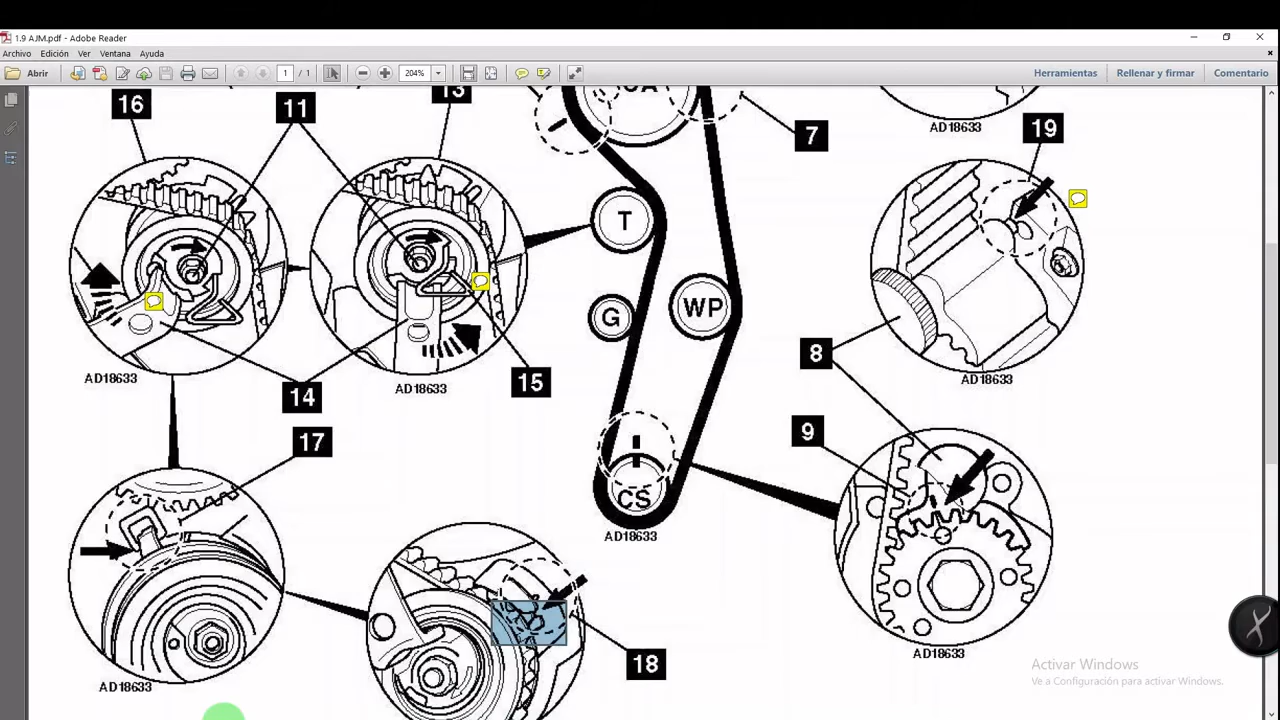 1.9 AJM.pdf - Adobe Reader
Archivo Edición Ver Ventana Ayuda
Abrir 1 / 1 204% Herramientas Rellenar y firmar Comentario
16 11 13 7 AD18633 19
T
G WP
8
AD18633 AD18633 15 AD18633
14
17 9
CS
AD18633
18
AD18633
AD18633
Activar Windows
Ve a Configuración para activar Windows.